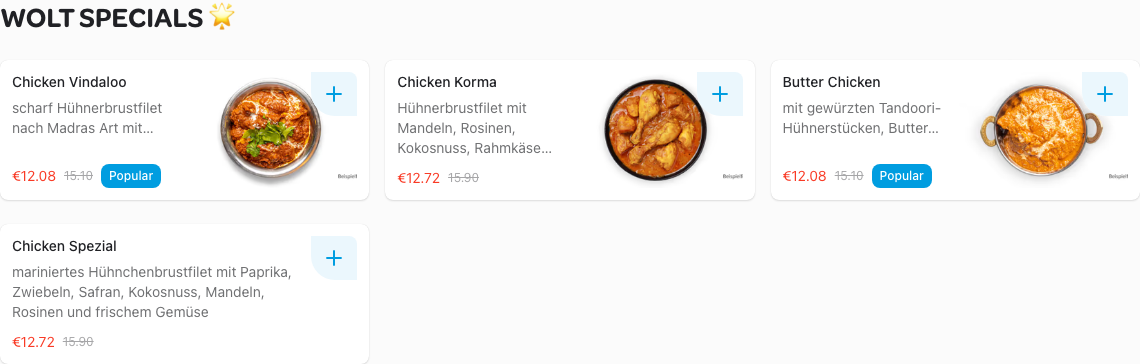 WOLT SPECIALS 🌟
Chicken Vindaloo
scharf Hühnerbrustfilet
nach Madras Art mit...
€12.08 15.10 Popular
Beispiel!
Chicken Korma
Hühnerbrustfilet mit
Mandeln, Rosinen,
Kokosnuss, Rahmkäse...
€12.72 15.90
Beispiel!
Butter Chicken
mit gewürzten Tandoori-
Hühnerstücken, Butter...
€12.08 15.10 Popular
Beispiel!
Chicken Spezial
mariniertes Hühnchenbrustfilet mit Paprika,
Zwiebeln, Safran, Kokosnuss, Mandeln,
Rosinen und frischem Gemüse
€12.72 15.90